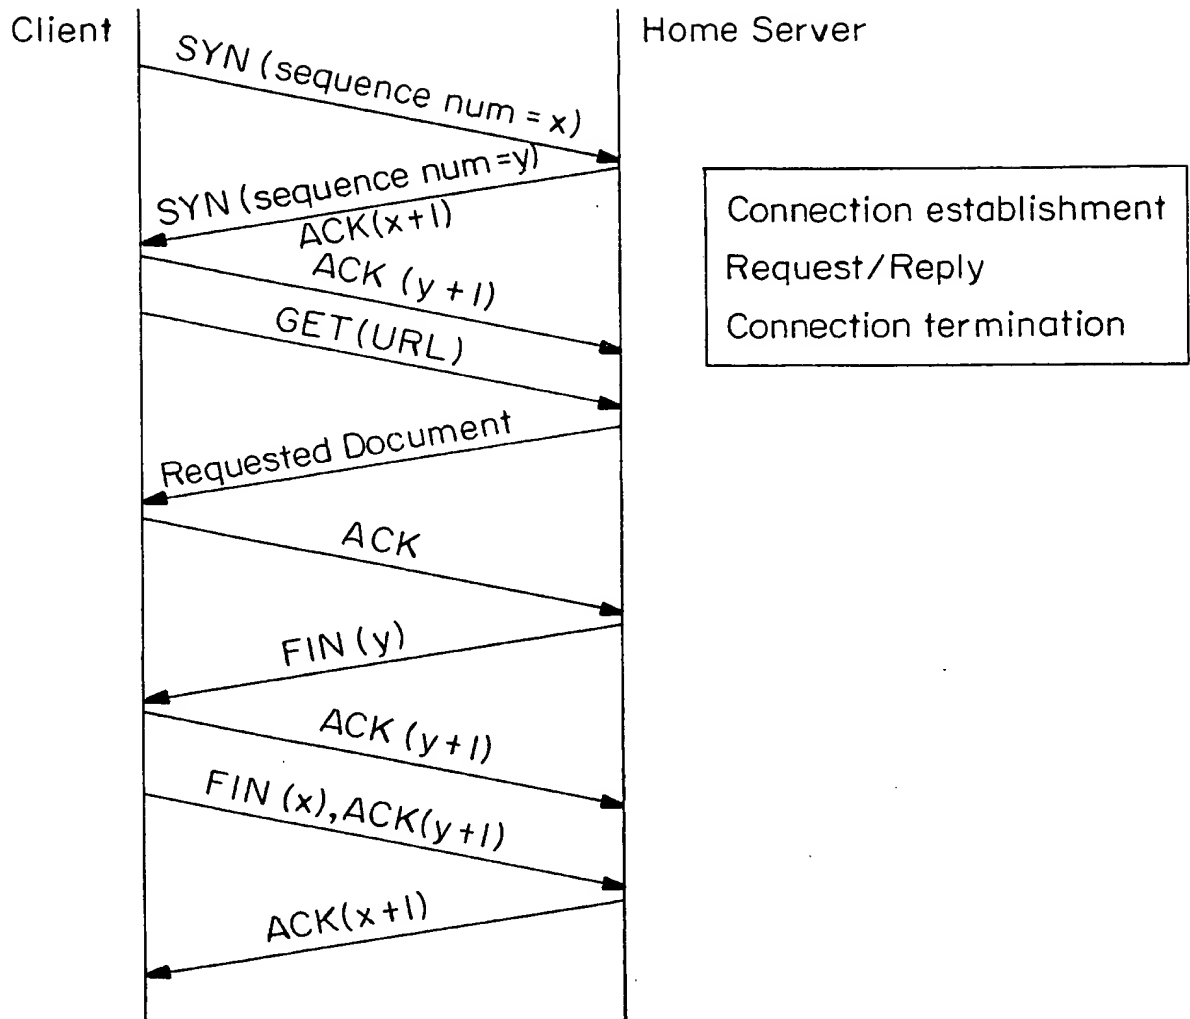 Client
Home Server
SYN (sequence num = x)
SYN (sequence num=y)
ACK(x+1)
ACK (y+1)
GET(URL)
Requested Document
ACK
FIN (y)
ACK (y+1)
FIN (x), ACK(y+1)
ACK(x+1)
Connection establishment
Request/Reply
Connection termination